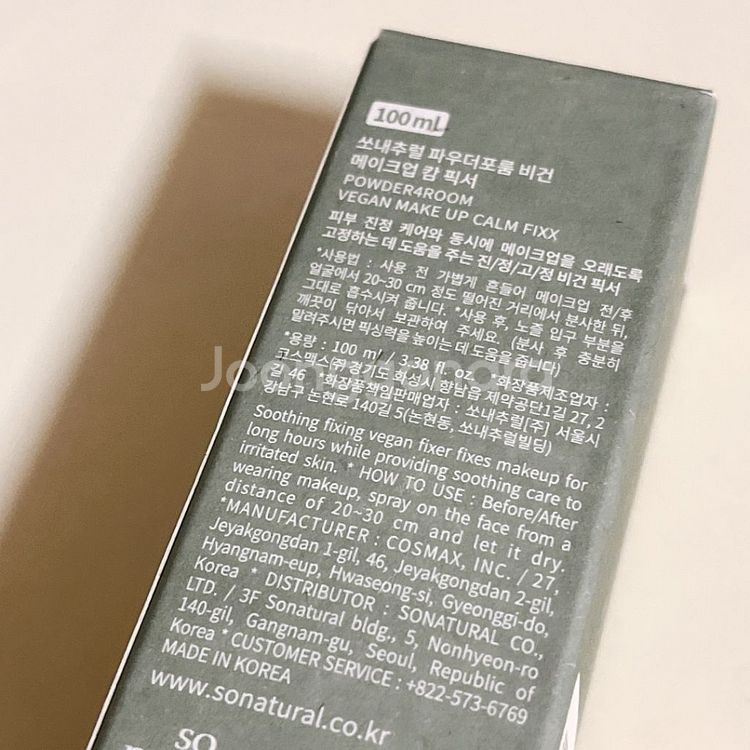 100 mL
쏘내추럴 파우더포룸 비건
메이크업 캄 픽서
POWDER4ROOM
VEGAN MAKE UP CALM FIXX
피부 진정 케어와 동시에 메이크업을 오래도록
고정하는 데 도움을 주는 진/정/고/정 비건 픽서
*사용법 : 사용 전 가볍게 흔들어 메이크업 전/후
얼굴에서 20~30 cm 정도 떨어진 거리에서 분사한 뒤,
그대로 흡수시켜 줍니다. *사용 후, 노즐 입구 부분을
깨끗이 닦아서 보관하여 주세요. (분사 후 충분히
말려주시면 픽싱력을 높이는 데 도움을 줍니다)
*용량 : 100 ml / 3.38 fl. oz. *화장품제조업자 :
코스맥스㈜ 경기도 화성시 향남읍 제약공단1길 27, 2
길 46 *화장품책임판매업자 : 쏘내추럴[주] 서울시
강남구 논현로 140길 5(논현동, 쏘내추럴빌딩)
Soothing fixing vegan fixer fixes makeup for
long hours while providing soothing care to
irritated skin. * HOW TO USE : Before/After
wearing makeup, spray on the face from a
distance of 20~30 cm and let it dry.
*MANUFACTURER : COSMAX, INC. / 27,
Jeyakgongdan 1-gil, 46, Jeyakgongdan 2-gil,
Hyangnam-eup, Hwaseong-si, Gyeonggi-do,
Korea * DISTRIBUTOR : SONATURAL CO.,
LTD. / 3F Sonatural bldg., 5, Nonhyeon-ro
140-gil, Gangnam-gu, Seoul, Republic of
Korea * CUSTOMER SERVICE : +822-573-6769
MADE IN KOREA
www.sonatural.co.kr
so